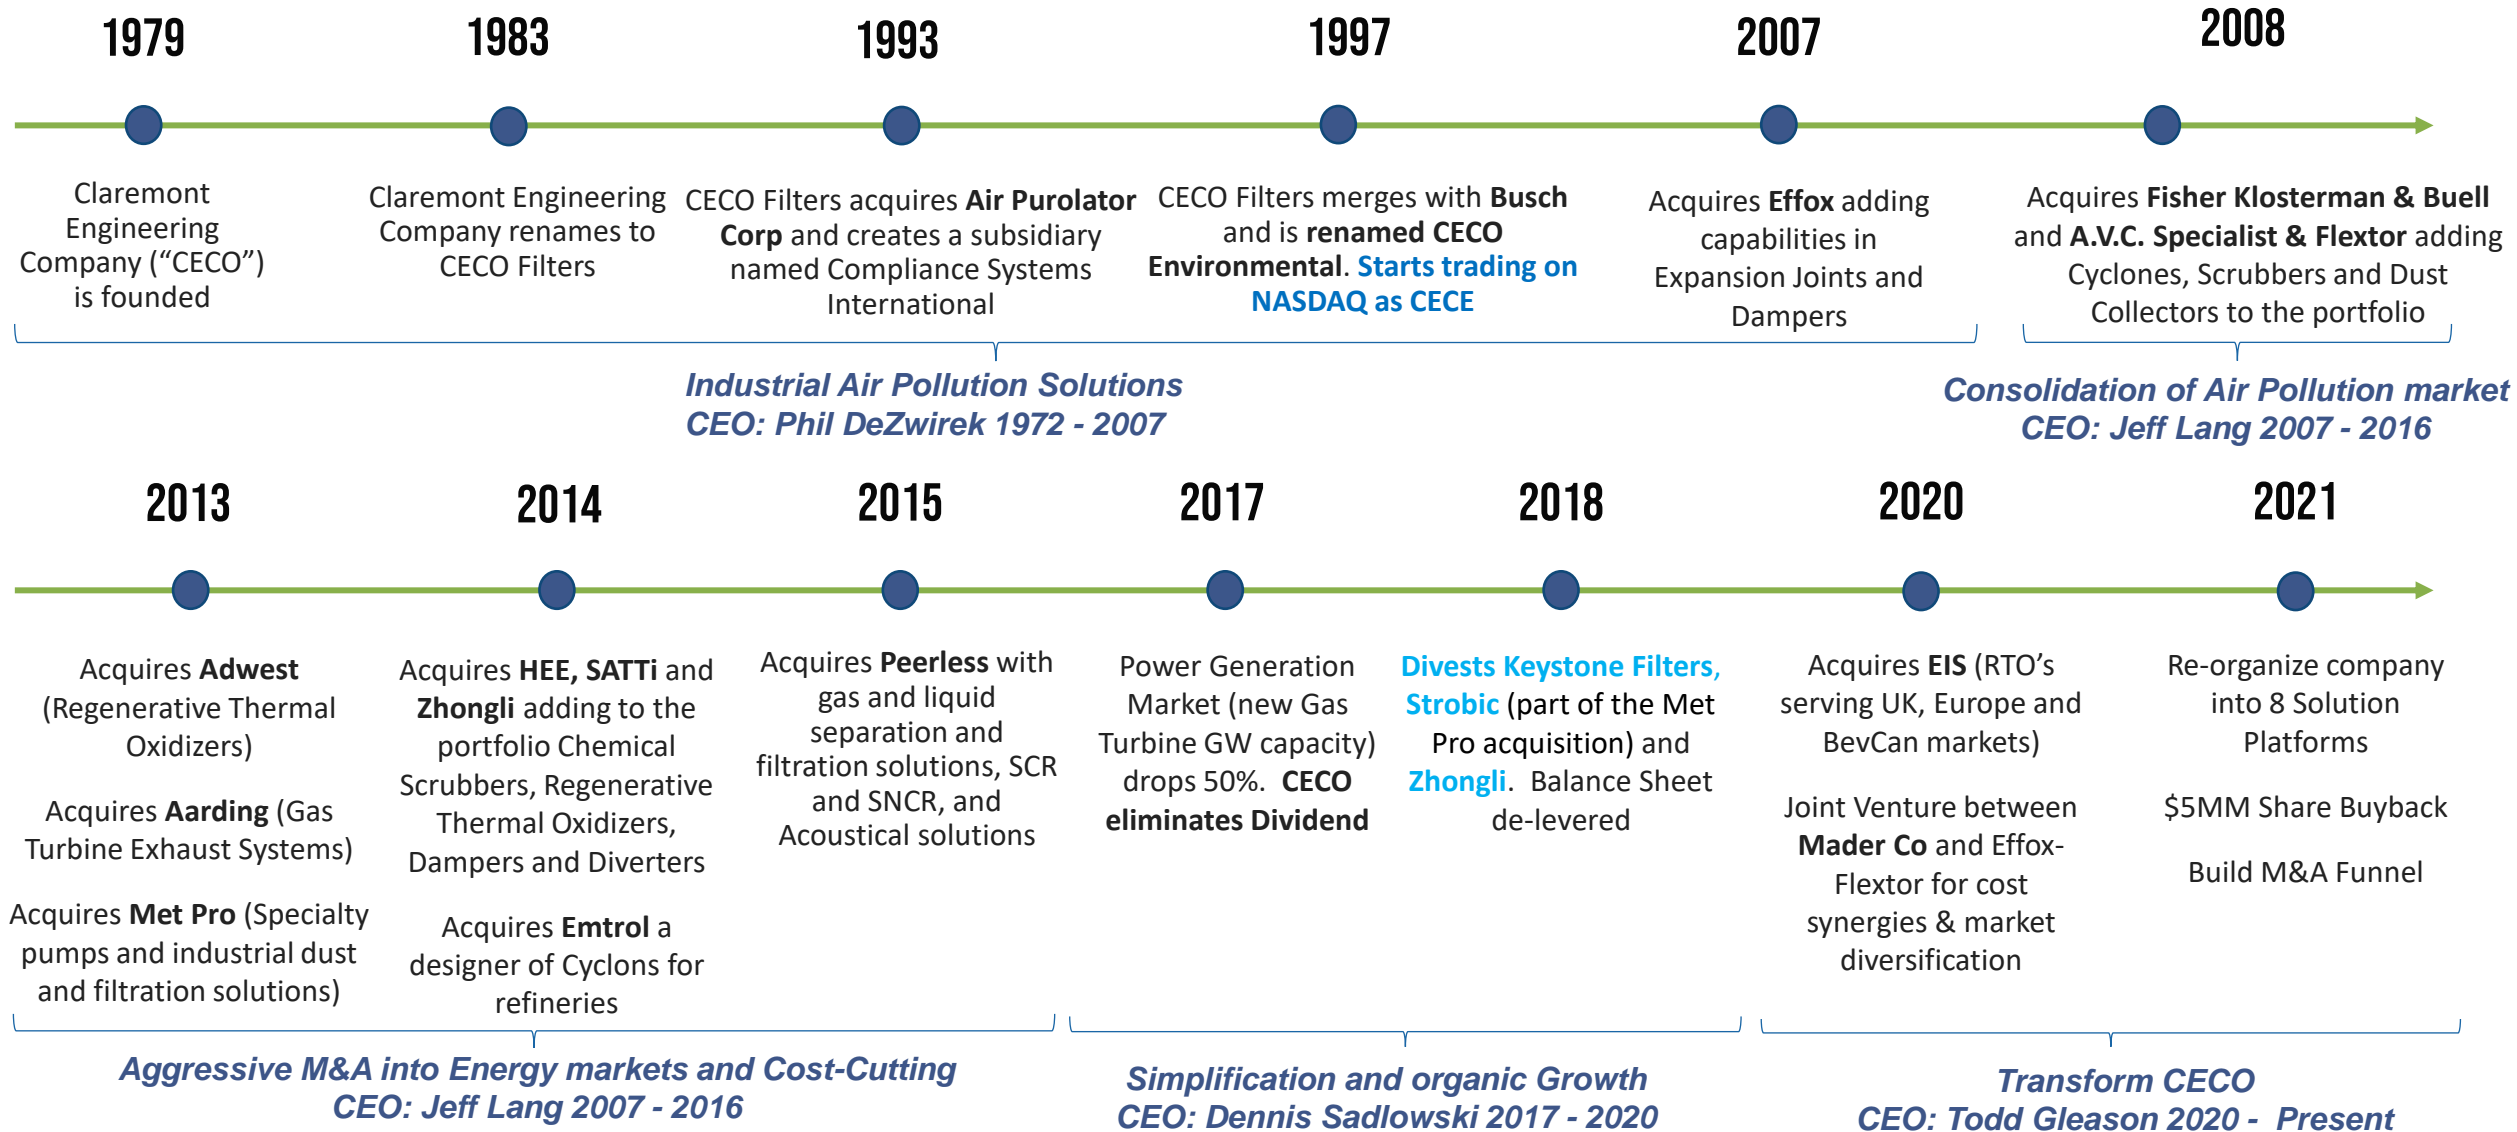 1979
1983
1993
1997
2007
2008
Claremont
Engineering
Company (“CECO”)
is founded
Claremont Engineering
Company renames to
CECO Filters
CECO Filters acquires Air Purolator
Corp and creates a subsidiary
named Compliance Systems
International
CECO Filters merges with Busch
and is renamed CECO
Environmental. Starts trading on
NASDAQ as CECE
Acquires Effox adding
capabilities in
Expansion Joints and
Dampers
Acquires Fisher Klosterman & Buell
and A.V.C. Specialist & Flextor adding
Cyclones, Scrubbers and Dust
Collectors to the portfolio
Industrial Air Pollution Solutions
CEO: Phil DeZwirek 1972 - 2007
Consolidation of Air Pollution market
CEO: Jeff Lang 2007 - 2016
2013
2014
2015
2017
2018
2020
2021
Acquires Adwest
(Regenerative Thermal
Oxidizers)
Acquires Aarding (Gas
Turbine Exhaust Systems)
Acquires Met Pro (Specialty
pumps and industrial dust
and filtration solutions)
Acquires HEE, SATTi and
Zhongli adding to the
portfolio Chemical
Scrubbers, Regenerative
Thermal Oxidizers,
Dampers and Diverters
Acquires Emtrol a
designer of Cyclons for
refineries
Acquires Peerless with
gas and liquid
separation and
filtration solutions, SCR
and SNCR, and
Acoustical solutions
Power Generation
Market (new Gas
Turbine GW capacity)
drops 50%. CECO
eliminates Dividend
Divests Keystone Filters,
Strobic (part of the Met
Pro acquisition) and
Zhongli. Balance Sheet
de-levered
Acquires EIS (RTO’s
serving UK, Europe and
BevCan markets)
Joint Venture between
Mader Co and Effox-
Flextor for cost
synergies & market
diversification
Re-organize company
into 8 Solution
Platforms
$5MM Share Buyback
Build M&A Funnel
Aggressive M&A into Energy markets and Cost-Cutting
CEO: Jeff Lang 2007 - 2016
Simplification and organic Growth
CEO: Dennis Sadlowski 2017 - 2020
Transform CECO
CEO: Todd Gleason 2020 - Present